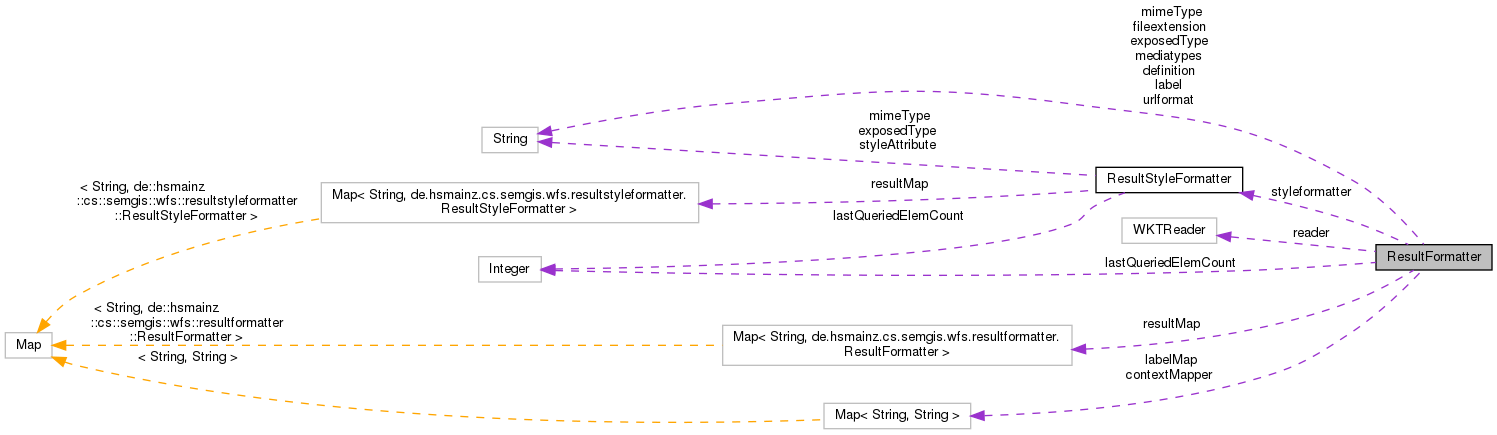 mimeType
fileextension
exposedType
mediatypes
definition
label
urlformat
mimeType
exposedType
styleAttribute
String
< String, de::hsmainz
::cs::semgis::wfs::resultstyleformatter
::ResultStyleFormatter >
Map< String, de.hsmainz.cs.semgis.wfs.resultstyleformatter.
ResultStyleFormatter >
resultMap
ResultStyleFormatter
styleformatter
lastQueriedElemCount
WKTReader
reader
ResultFormatter
Integer
lastQueriedElemCount
< String, de::hsmainz
::cs::semgis::wfs::resultformatter
::ResultFormatter >
Map
Map< String, de.hsmainz.cs.semgis.wfs.resultformatter.
ResultFormatter >
resultMap
< String, String >
labelMap
contextMapper
Map< String, String >